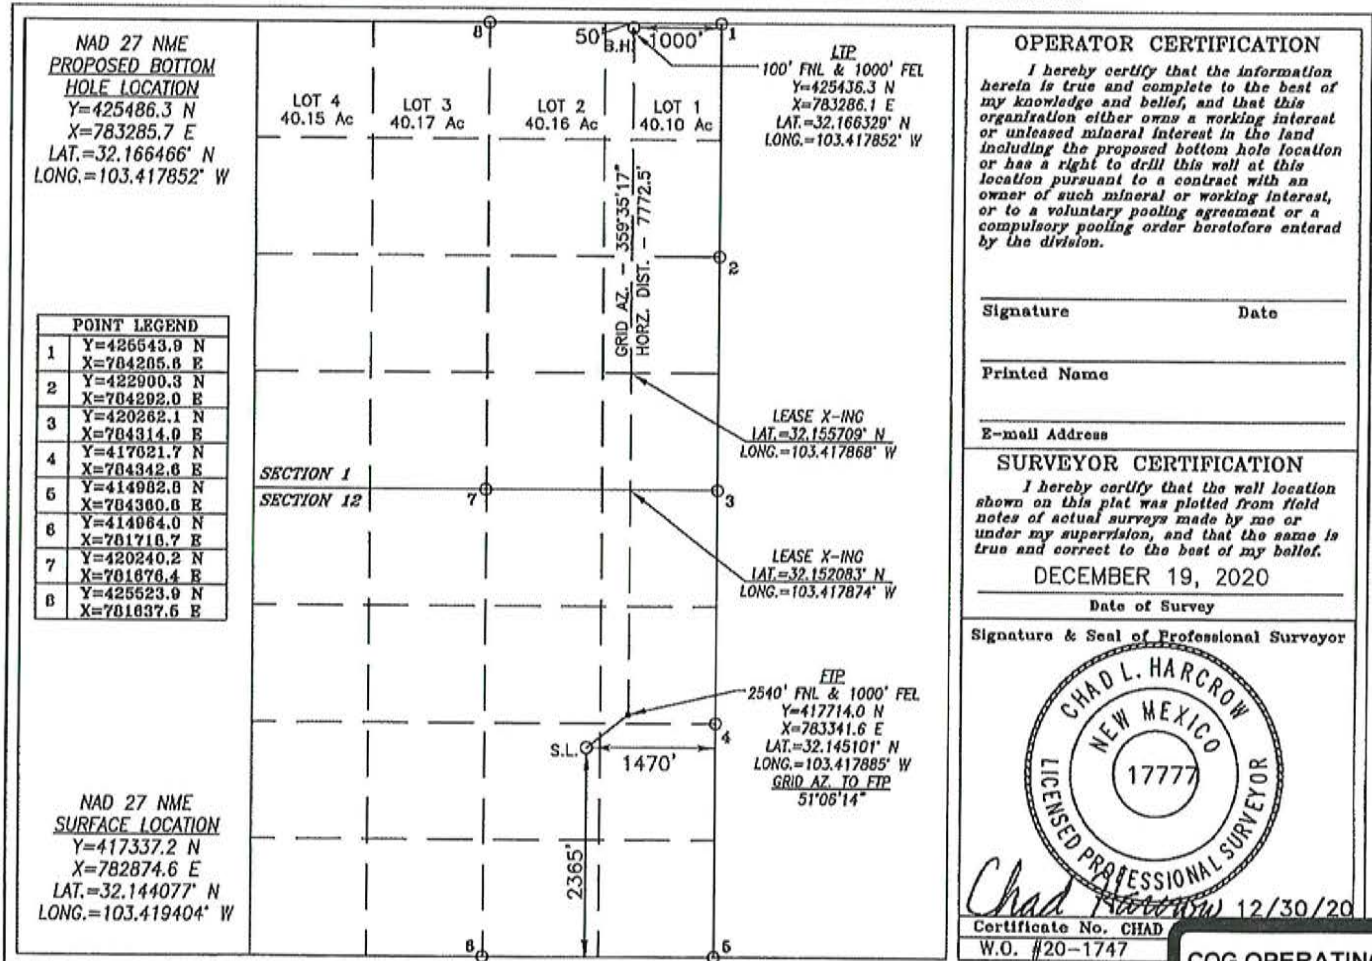 NAD 27 NME
PROPOSED BOTTOM
HOLE LOCATION
Y=425486.3 N
X=783285.7 E
LAT.=32.166466° N
LONG.=103.417852° W
POINT LEGEND
1 Y=425543.9 N
X=784285.6 E
2 Y=422900.3 N
X=784292.0 E
3 Y=420262.1 N
X=784314.9 E
4 Y=417621.7 N
X=784342.6 E
5 Y=414982.8 N
X=784360.6 E
6 Y=414964.0 N
X=781718.7 E
7 Y=420240.2 N
X=781676.4 E
8 Y=425523.9 N
X=781637.6 E
NAD 27 NME
SURFACE LOCATION
Y=417337.2 N
X=782874.6 E
LAT.=32.144077° N
LONG.=103.419404° W
8
50'
B.H.
1000'
1
LOT 4
40.15 Ac
LOT 3
40.17 Ac
LOT 2
40.16 Ac
LOT 1
40.10 Ac
LTP
100' FNL & 1000' FEL
Y=425436.3 N
X=783286.1 E
LAT.=32.166329° N
LONG.=103.417852° W
GRID AZ. - 359°35'17"
HORZ. DIST. - 7772.5'
2
LEASE X-ING
LAT.=32.155709° N
LONG.=103.417868° W
SECTION 1
SECTION 12
7
3
LEASE X-ING
LAT.=32.152083° N
LONG.=103.417874° W
FTP
2540' FNL & 1000' FEL
Y=417714.0 N
X=783341.6 E
LAT.=32.145101° N
LONG.=103.417885° W
GRID AZ. TO FTP
51°06'14"
4
S.L.
1470'
2365'
6
5
OPERATOR CERTIFICATION
I hereby certify that the information
herein is true and complete to the best of
my knowledge and belief, and that this
organization either owns a working interest
or unleased mineral interest in the land
including the proposed bottom hole location
or has a right to drill this well at this
location pursuant to a contract with an
owner of such mineral or working interest,
or to a voluntary pooling agreement or a
compulsory pooling order heretofore entered
by the division.
Signature Date
Printed Name
E-mail Address
SURVEYOR CERTIFICATION
I hereby certify that the well location
shown on this plat was plotted from field
notes of actual surveys made by me or
under my supervision, and that the same is
true and correct to the best of my belief.
DECEMBER 19, 2020
Date of Survey
Signature & Seal of Professional Surveyor
CHAD L. HARCROW
NEW MEXICO
17777
LICENSED PROFESSIONAL SURVEYOR
Chad Harcrow 12/30/20
Certificate No. CHAD
W.O. #20-1747
COG OPERATING